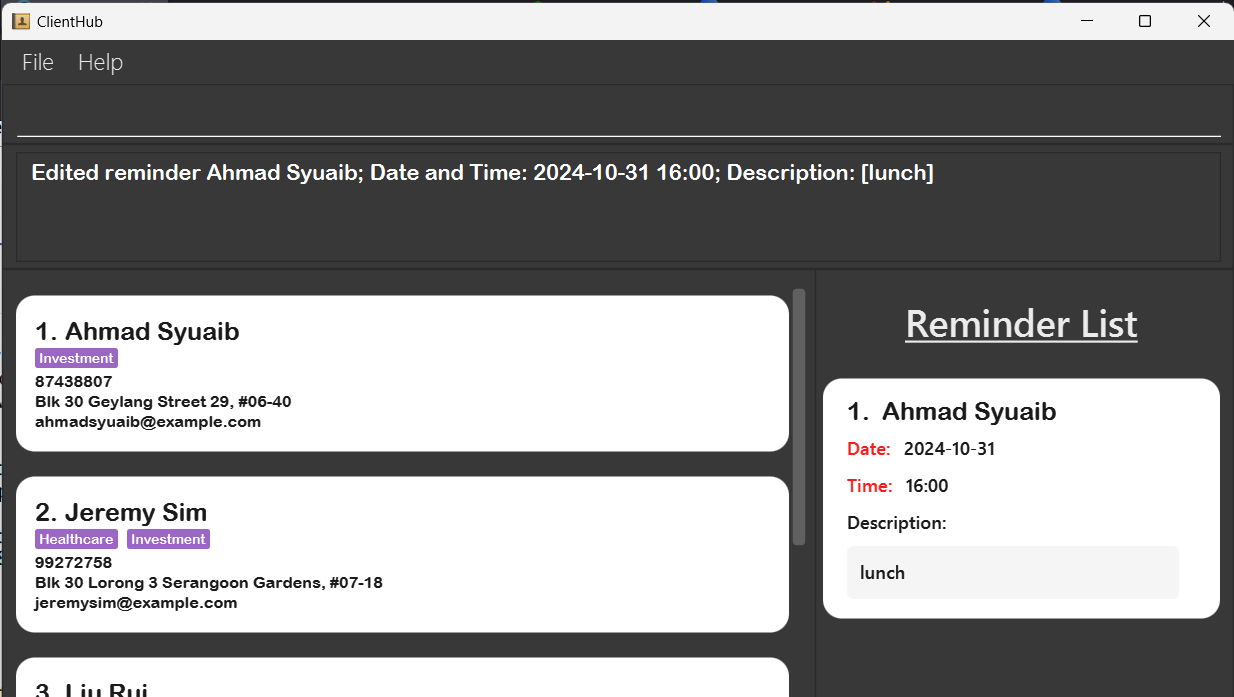 ClientHub
File Help
Edited reminder Ahmad Syuaib; Date and Time: 2024-10-31 16:00; Description: [lunch]
1. Ahmad Syuaib
Investment
87438807
Blk 30 Geylang Street 29, #06-40
ahmadsyuaib@example.com
2. Jeremy Sim
Healthcare Investment
99272758
Blk 30 Lorong 3 Serangoon Gardens, #07-18
jeremysim@example.com
3. Liu Rui
Reminder List
1. Ahmad Syuaib
Date: 2024-10-31
Time: 16:00
Description:
lunch